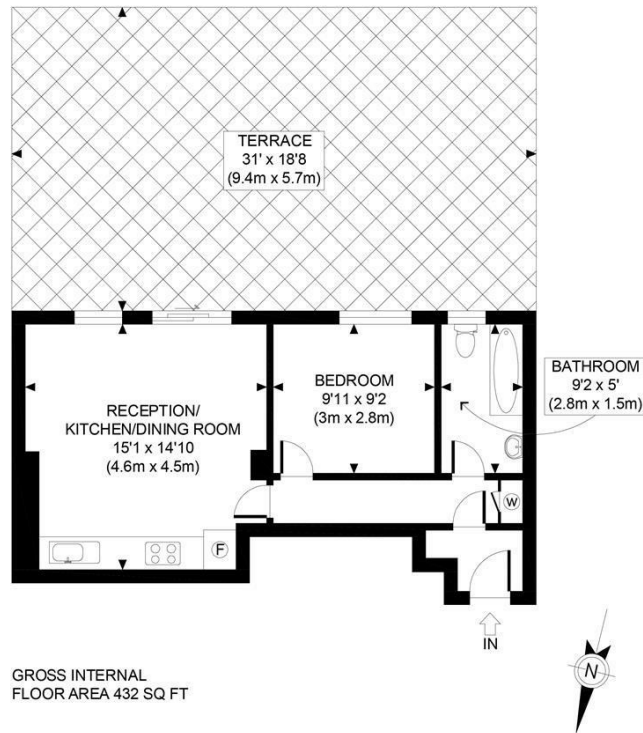 TERRACE
31' x 18'8
(9.4m x 5.7m)
RECEPTION/
KITCHEN/DINING ROOM
15'1 x 14'10
(4.6m x 4.5m)
BEDROOM
9'11 x 9'2
(3m x 2.8m)
BATHROOM
9'2 x 5'
(2.8m x 1.5m)
W
F
IN
GROSS INTERNAL
FLOOR AREA 432 SQ FT
N